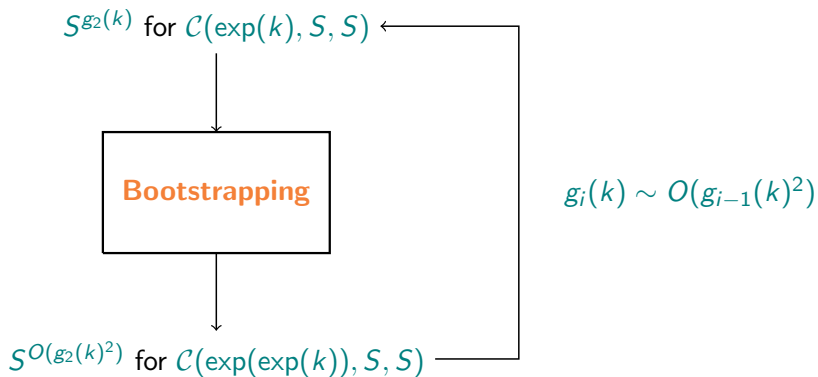 S^{g_2(k)} for C(exp(k), S, S)
Bootstrapping
g_i(k) ∼ O(g_{i−1}(k)^2)
S^{O(g_2(k)^2)} for C(exp(exp(k)), S, S)